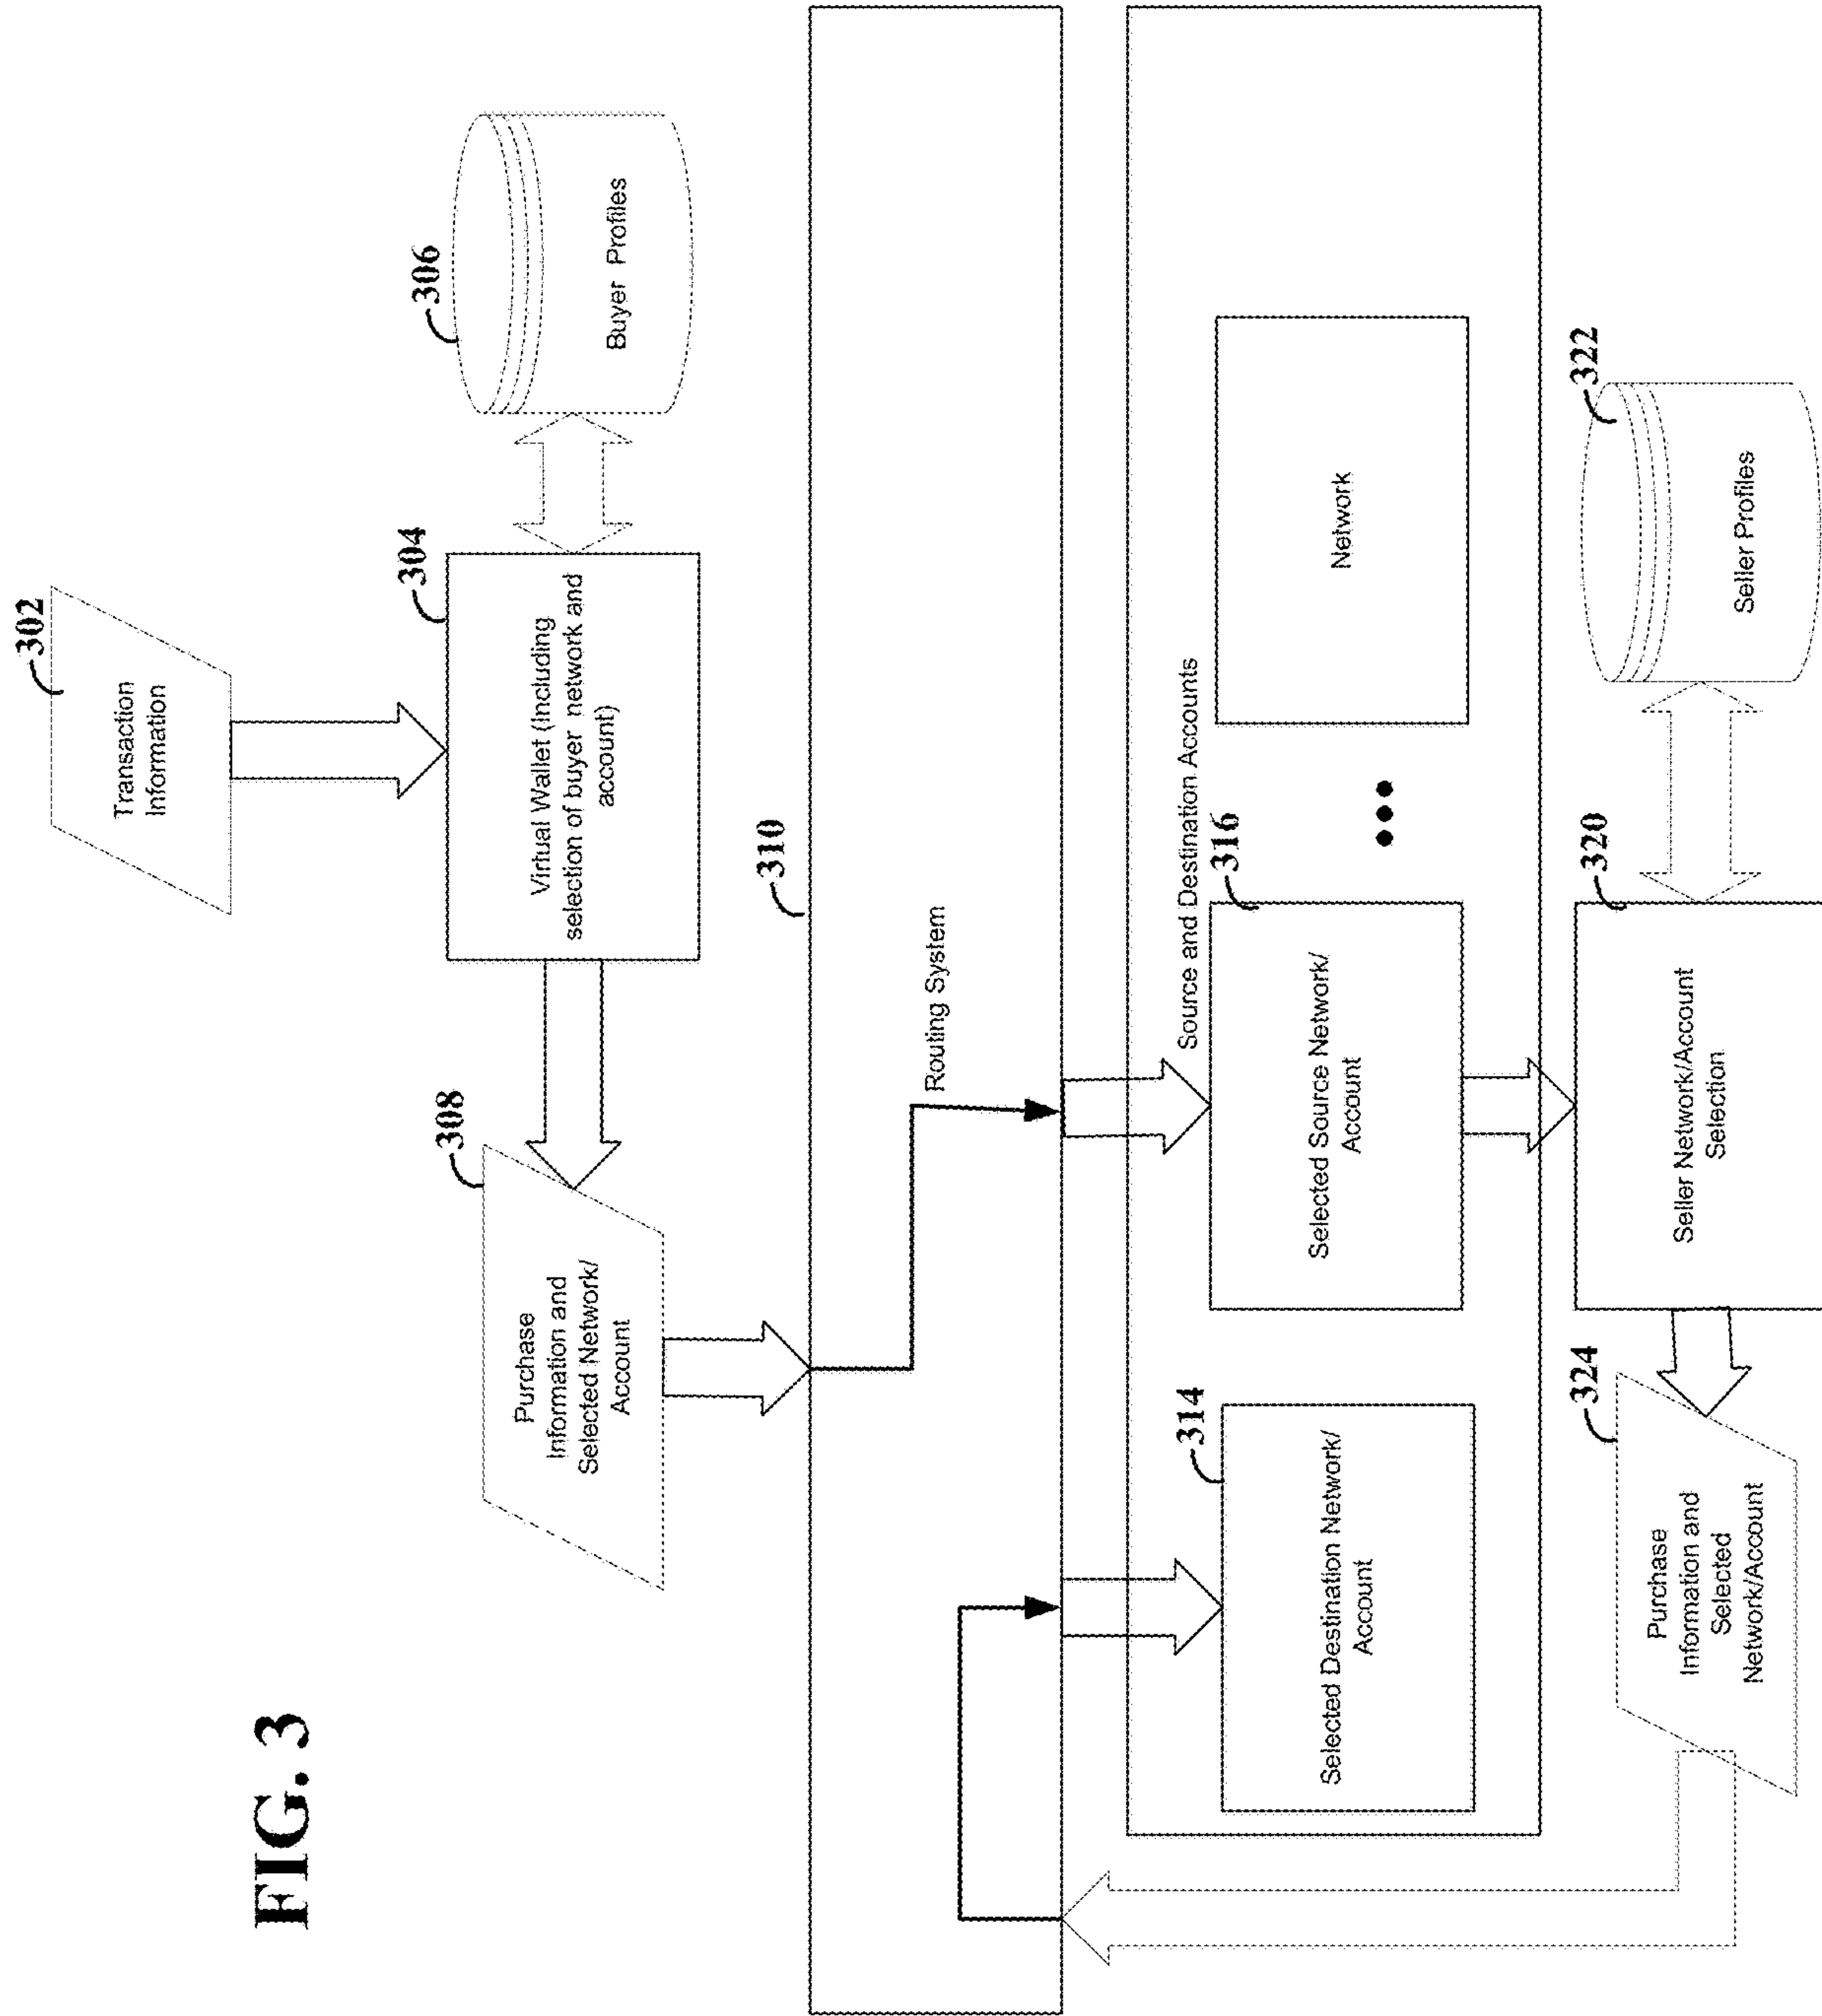 FIG. 3
302
Transaction
Information
304
Virtual Wallet (Including
selection of buyer network and
account)
306
Buyer Profiles
308
Purchase
Information and
Selected Network/
Account
310
Routing System
Source and Destination Accounts
314
Selected Destination Network/
Account
316
Selected Source Network/
Account
Network
320
Seller Network/Account
Selection
322
Seller Profiles
324
Purchase
Information and
Selected
Network/Account